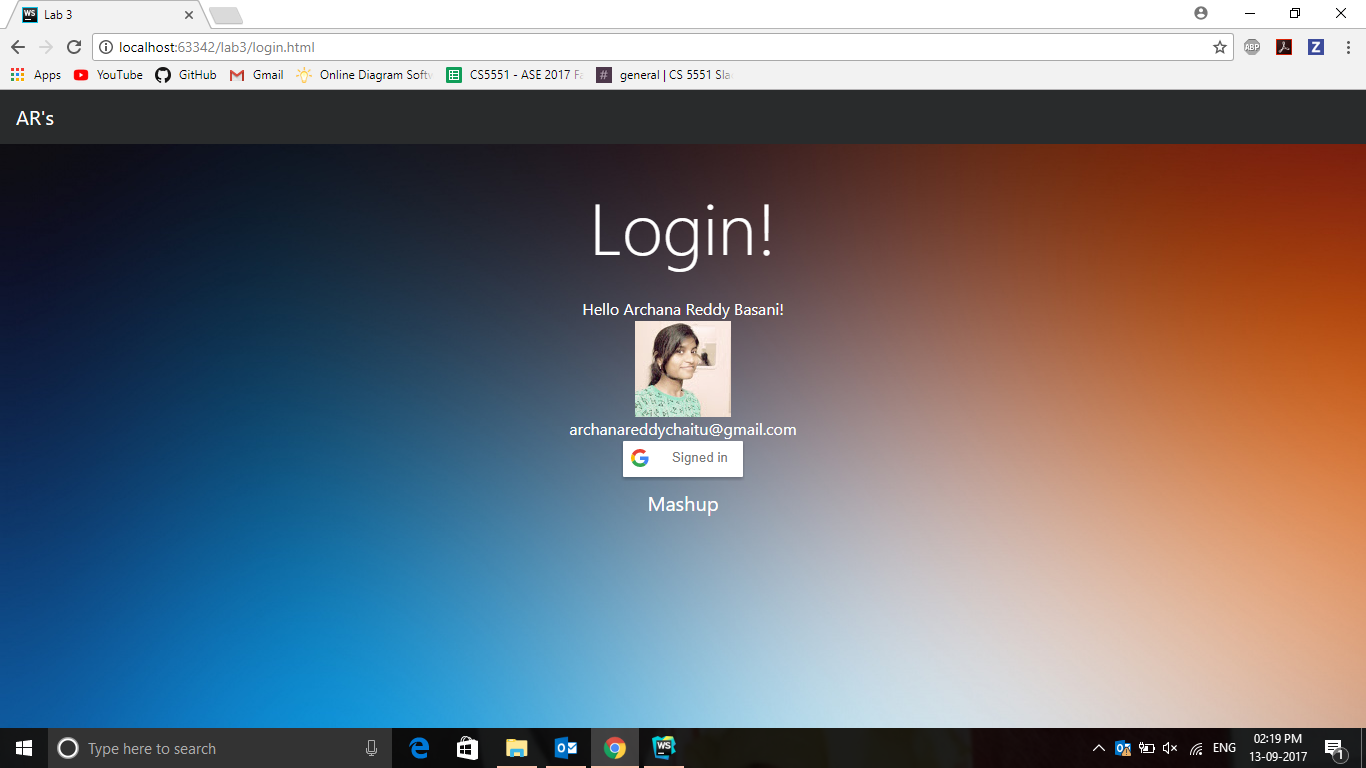 WS Lab 3
localhost:63342/lab3/login.html
ABP
Z
Apps YouTube GitHub Gmail Online Diagram Softw CS5551 - ASE 2017 Fa # general | CS 5551 Sla
AR's
Login!
Hello Archana Reddy Basani!
archanareddychaitu@gmail.com
Signed in
Mashup
Type here to search
WS
ENG
02:19 PM
13-09-2017
1